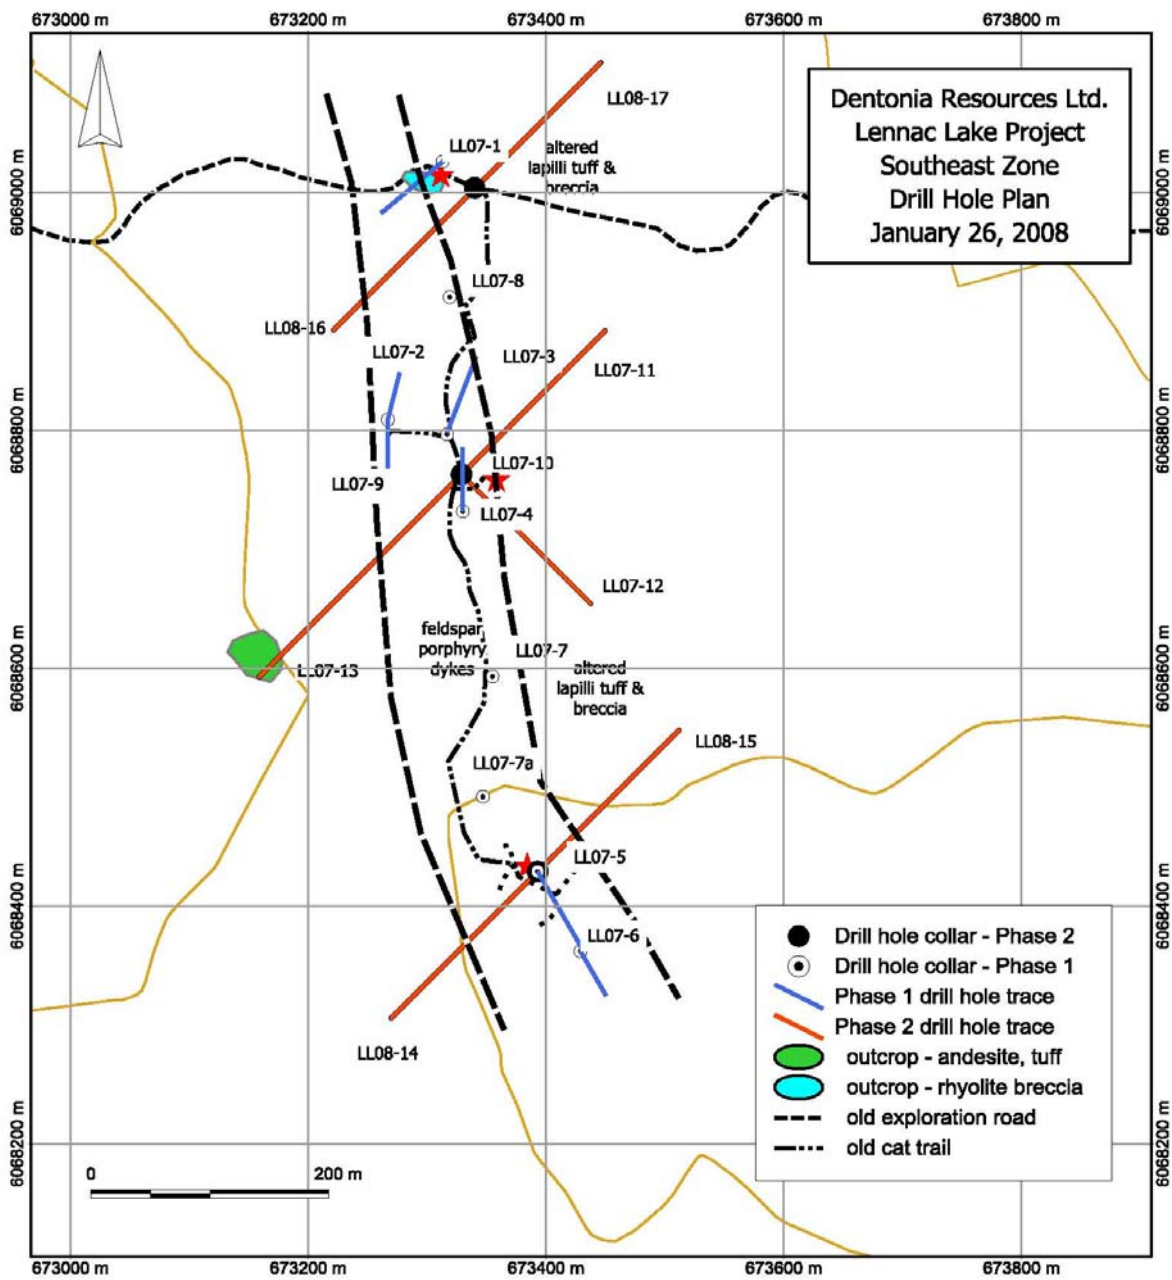 673000 m
673200 m
673400 m
673600 m
673800 m
Dentonia Resources Ltd.
Lennac Lake Project
Southeast Zone
Drill Hole Plan
January 26, 2008
LL08-17
LL07-1
altered
lapilli tuff &
breccia
6069000 m
6069000 m
LL07-8
LL08-16
LL07-2
LL07-3
LL07-11
6068800 m
6068800 m
LL07-10
LL07-9
LL07-4
LL07-12
feldspar
porphyry
dykes
LL07-7
LL07-13
altered
lapilli tuff &
breccia
6068600 m
6068600 m
LL08-15
LL07-7a
LL07-5
LL07-6
6068400 m
6068400 m
LL08-14
Drill hole collar - Phase 2
Drill hole collar - Phase 1
Phase 1 drill hole trace
Phase 2 drill hole trace
outcrop - andesite, tuff
outcrop - rhyolite breccia
old exploration road
old cat trail
6068200 m
6068200 m
0
200 m
673000 m
673200 m
673400 m
673600 m
673800 m